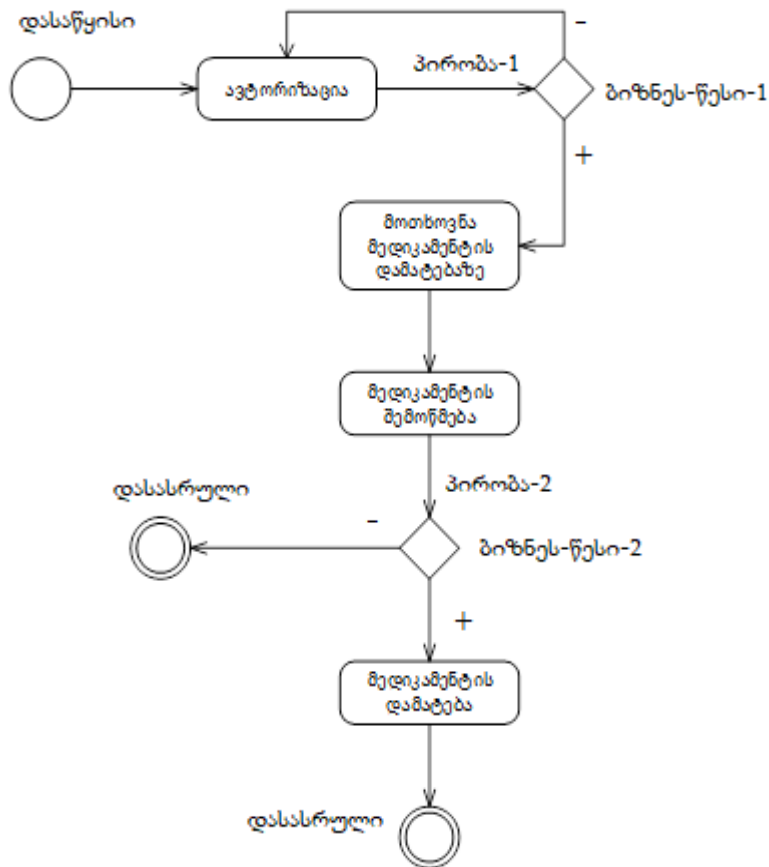 დასაწყისი
-
პირობა-1
ავტორიზაცია
ბიზნეს-წესი-1
+
მოთხოვნა
მედიკამენტის
დამატებაზე
მედიკამენტის
შემოწმება
პირობა-2
დასასრული
-
ბიზნეს-წესი-2
+
მედიკამენტის
დამატება
დასასრული